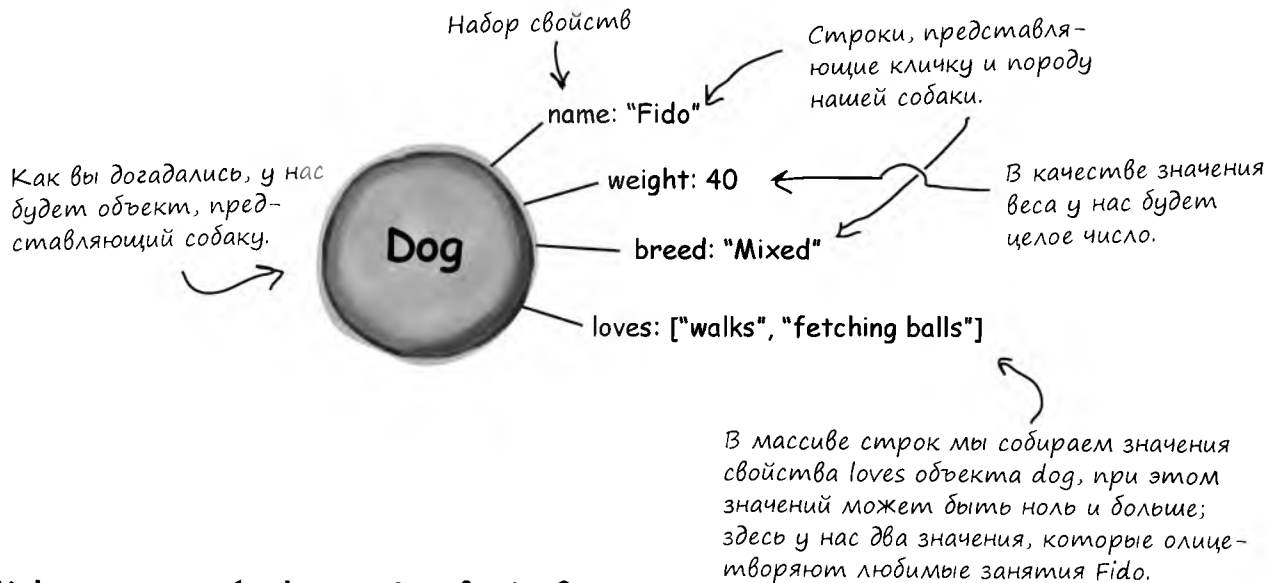 Набор свойств
Строки, представля-
ющие кличку и породу
нашей собаки.
name: “Fido”
Как вы догадались, у нас
будет объект, пред-
ставляющий собаку.
weight: 40
В качестве значения
веса у нас будет
целое число.
Dog
breed: “Mixed”
loves: [“walks”, “fetching balls”]
В массиве строк мы собираем значения
свойства loves объекта dog, при этом
значений может быть ноль и больше;
здесь у нас два значения, которые олице-
творяют любимые занятия Fido.